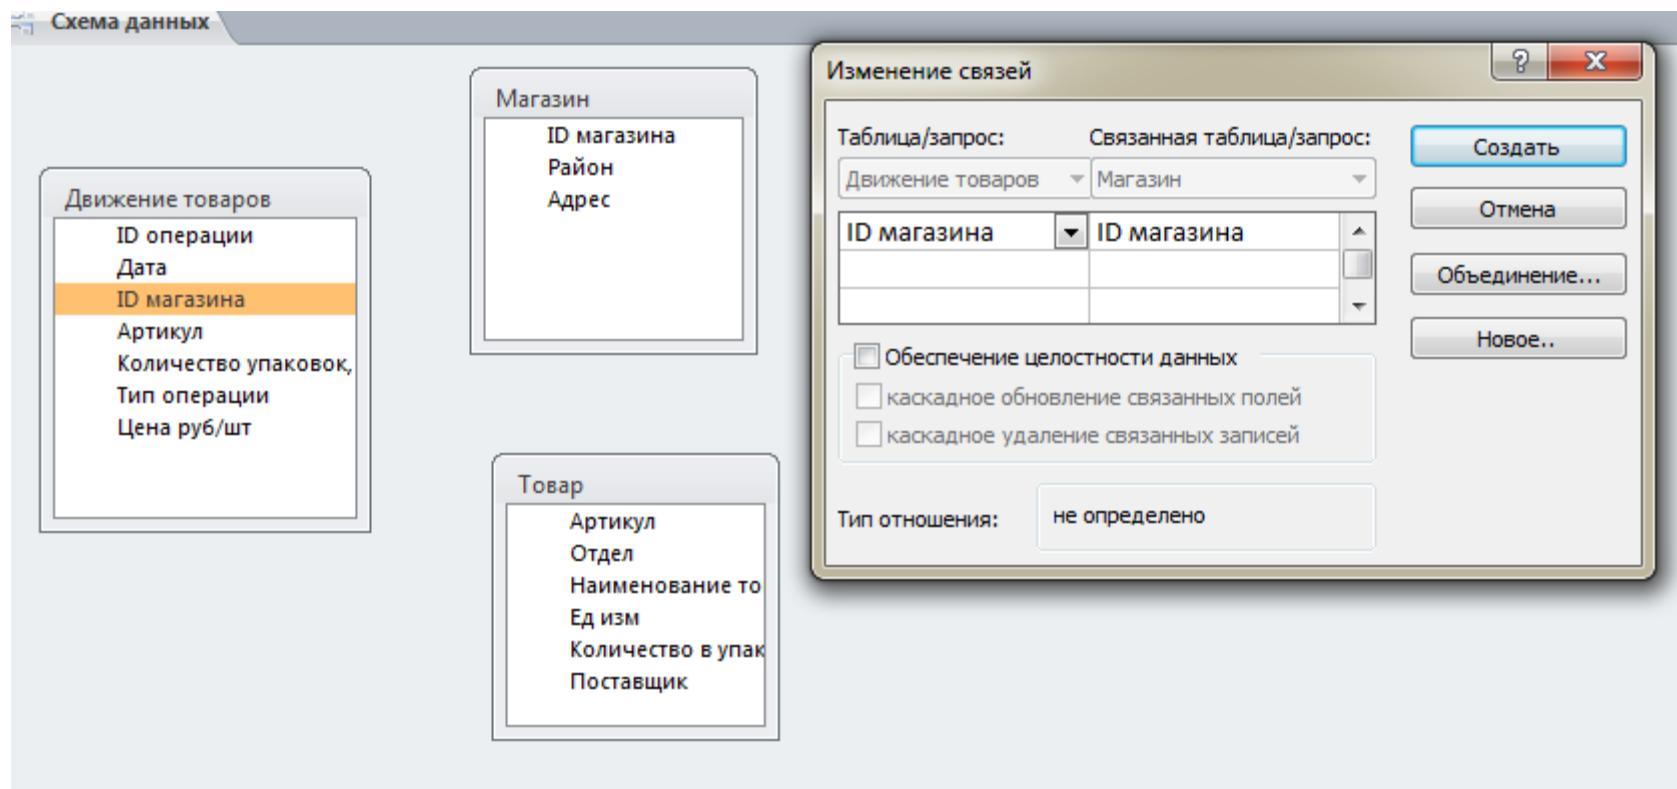 Схема данных
Движение товаров
ID операции
Дата
ID магазина
Артикул
Количество упаковок,
Тип операции
Цена руб/шт
Магазин
ID магазина
Район
Адрес
Товар
Артикул
Отдел
Наименование то
Ед изм
Количество в упак
Поставщик
Изменение связей
? X
Таблица/запрос: Связанная таблица/запрос:
Движение товаров Магазин
ID магазина ID магазина
Обеспечение целостности данных
каскадное обновление связанных полей
каскадное удаление связанных записей
Тип отношения: не определено
Создать
Отмена
Объединение...
Новое..